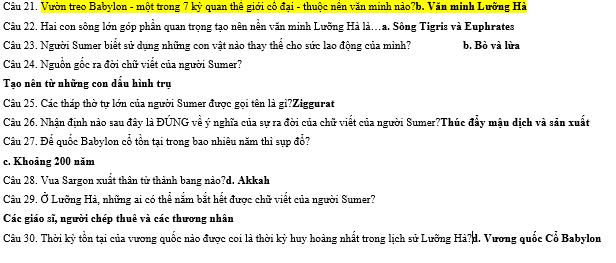 Câu 21. Vườn treo Babylon - một trong 7 kỳ quan thế giới cổ đại - thuộc nền văn minh nào?b. Văn minh Lưỡng Hà
Câu 22. Hai con sông lớn góp phần quan trọng tạo nên nền văn minh Lưỡng Hà là…a. Sông Tigris và Euphrates
Câu 23. Người Sumer biết sử dụng những con vật nào thay thế cho sức lao động của mình? b. Bò và lừa
Câu 24. Nguồn gốc ra đời chữ viết của người Sumer?
Tạo nên từ những con dấu hình trụ
Câu 25. Các tháp thờ tự lớn của người Sumer được gọi tên là gì?Ziggurat
Câu 26. Nhận định nào sau đây là ĐÚNG về ý nghĩa của sự ra đời của chữ viết của người Sumer?Thúc đẩy mậu dịch và sản xuất
Câu 27. Đế quốc Babylon cổ tồn tại trong bao nhiêu năm thì sụp đổ?
c. Khoảng 200 năm
Câu 28. Vua Sargon xuất thân từ thành bang nào?d. Akkah
Câu 29. Ở Lưỡng Hà, những ai có thể nắm bắt hết được chữ viết của người Sumer?
Các giáo sĩ, người chép thuê và các thương nhân
Câu 30. Thời kỳ tồn tại của vương quốc nào được coi là thời kỳ huy hoàng nhất trong lịch sử Lưỡng Hà?d. Vương quốc Cổ Babylon